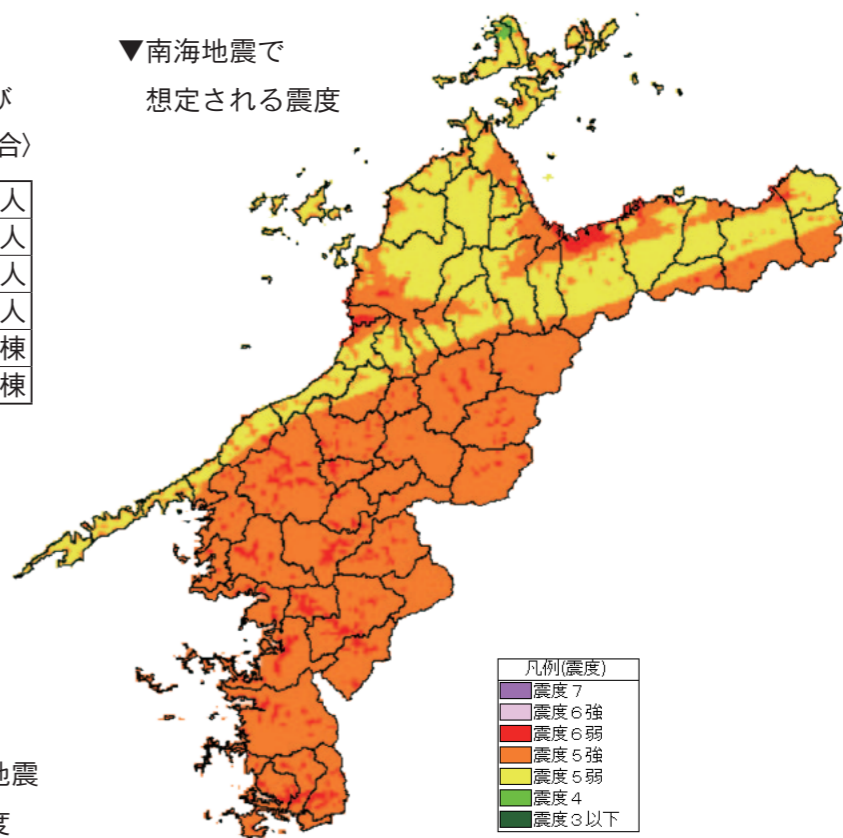 ▼南海地震で
想定される震度
び
合〉
人
人
人
人
棟
棟
凡例(震度)
震度7
震度6強
震度6弱
震度5強
震度5弱
震度4
震度3以下
地震
度